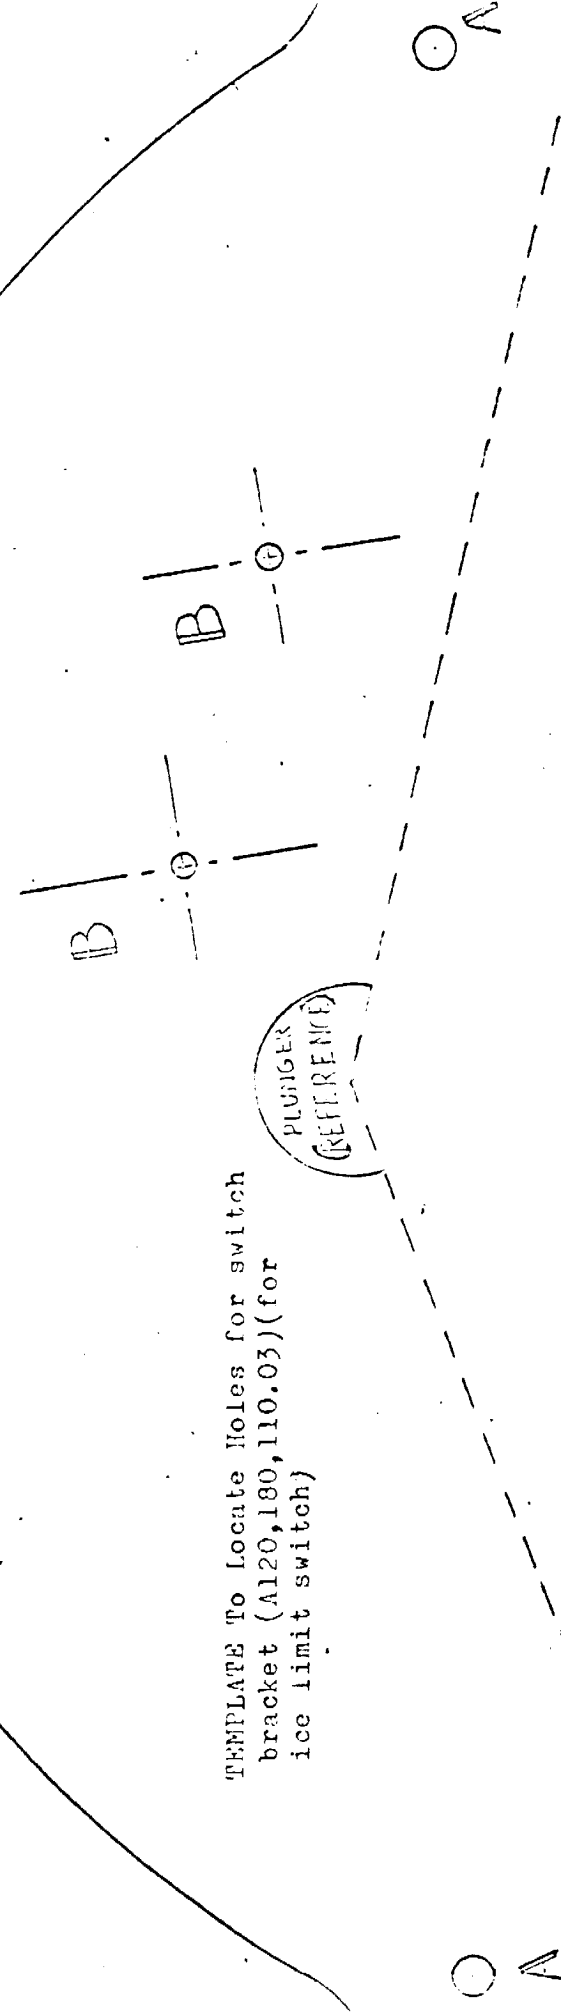 TEMPLATE To Locate Holes for switch
bracket (A120,180,110.03)(for
ice limit switch)
PLUNGER
(REFERENCE)
B
B
A
A